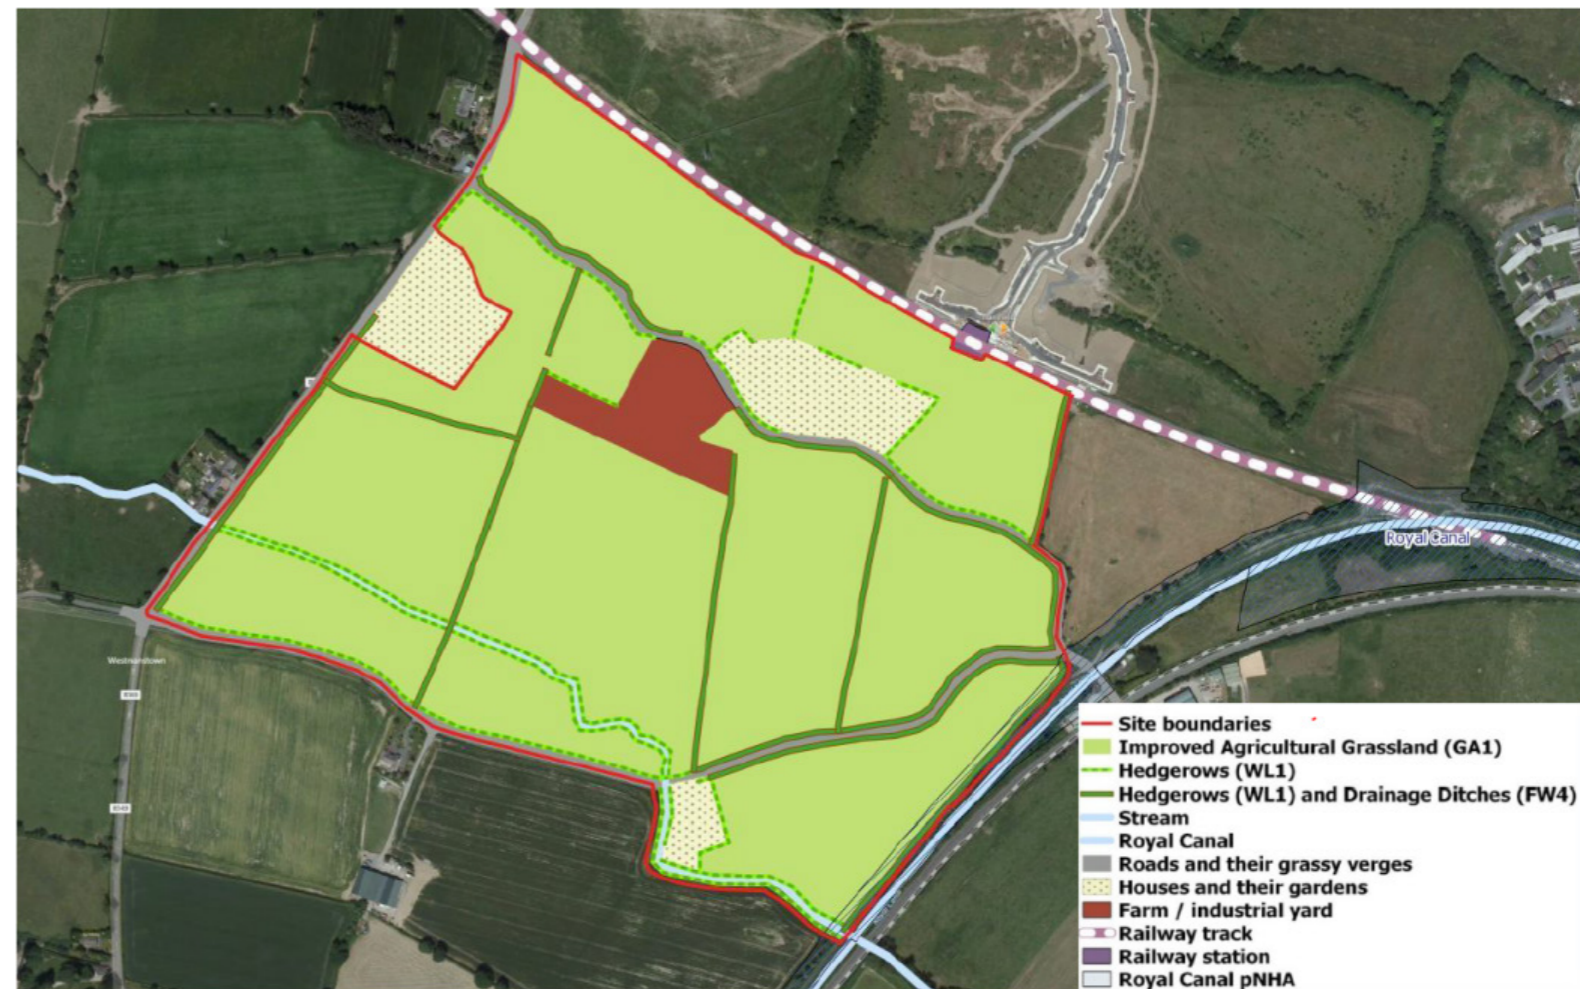 Royal Canal
Westmanstown
Site boundaries
Improved Agricultural Grassland (GA1)
Hedgerows (WL1)
Hedgerows (WL1) and Drainage Ditches (FW4)
Stream
Royal Canal
Roads and their grassy verges
Houses and their gardens
Farm / industrial yard
Railway track
Railway station
Royal Canal pNHA